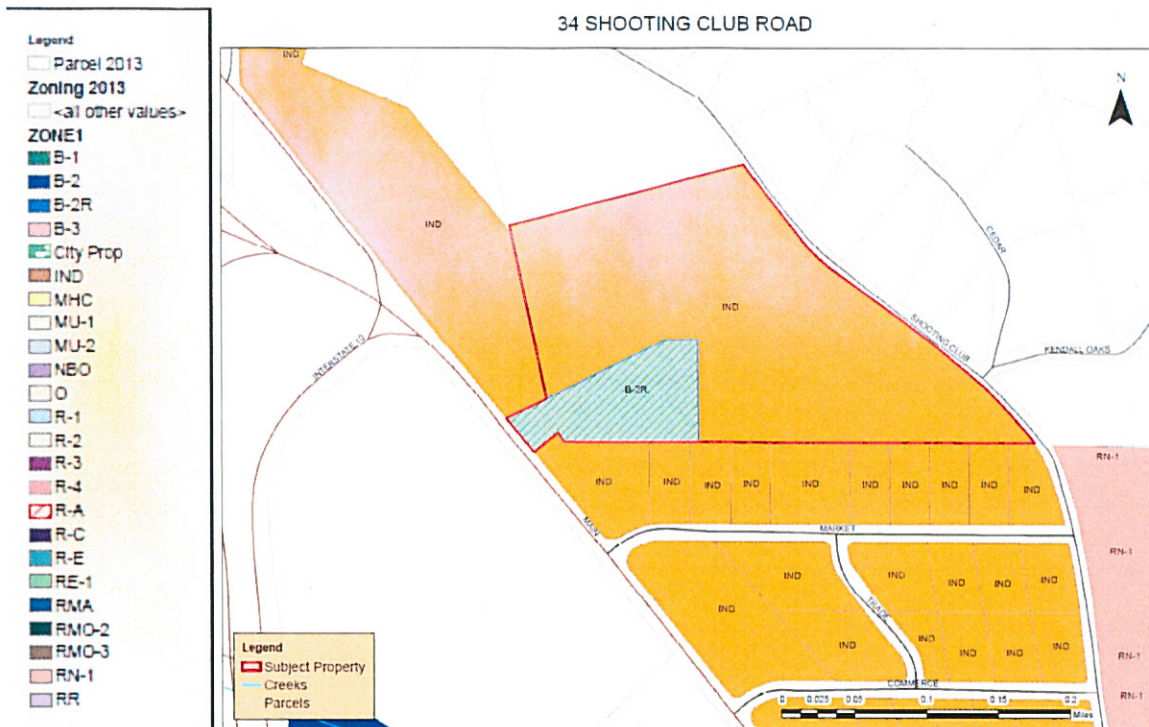 34 SHOOTING CLUB ROAD
Legend
Parcel 2013
Zoning 2013
<all other values>
ZONE1
B-1
B-2
B-2R
B-3
City Prop
IND
MHC
MU-1
MU-2
NBO
O
R-1
R-2
R-3
R-4
R-A
R-C
R-E
RE-1
RMA
RMO-2
RMO-3
RN-1
RR
IND
N
IND
CEDAR
IND
SHOOTING CLUB
KENDALL OAKS
INTERSTATE 10
B-2R
RN-1
IND
IND
IND
IND
IND
IND
IND
IND
IND
IND
MAIN
MARKET
RN-1
IND
IND
IND
IND
IND
IND
TRADE
IND
IND
IND
IND
IND
RN-1
COMMERCE
RN-1
Legend
Subject Property
Creeks
Parcels
0 0.025 0.05 0.1 0.15 0.2
Miles